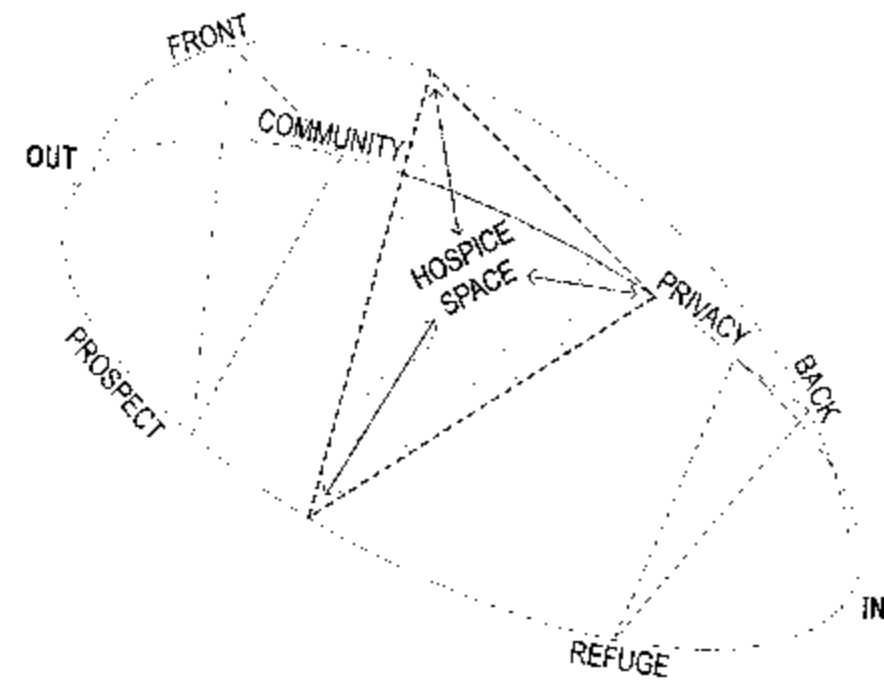 FRONT
COMMUNITY
OUT
HOSPICE
SPACE
PRIVACY
PROSPECT
BACK
IN
REFUGE